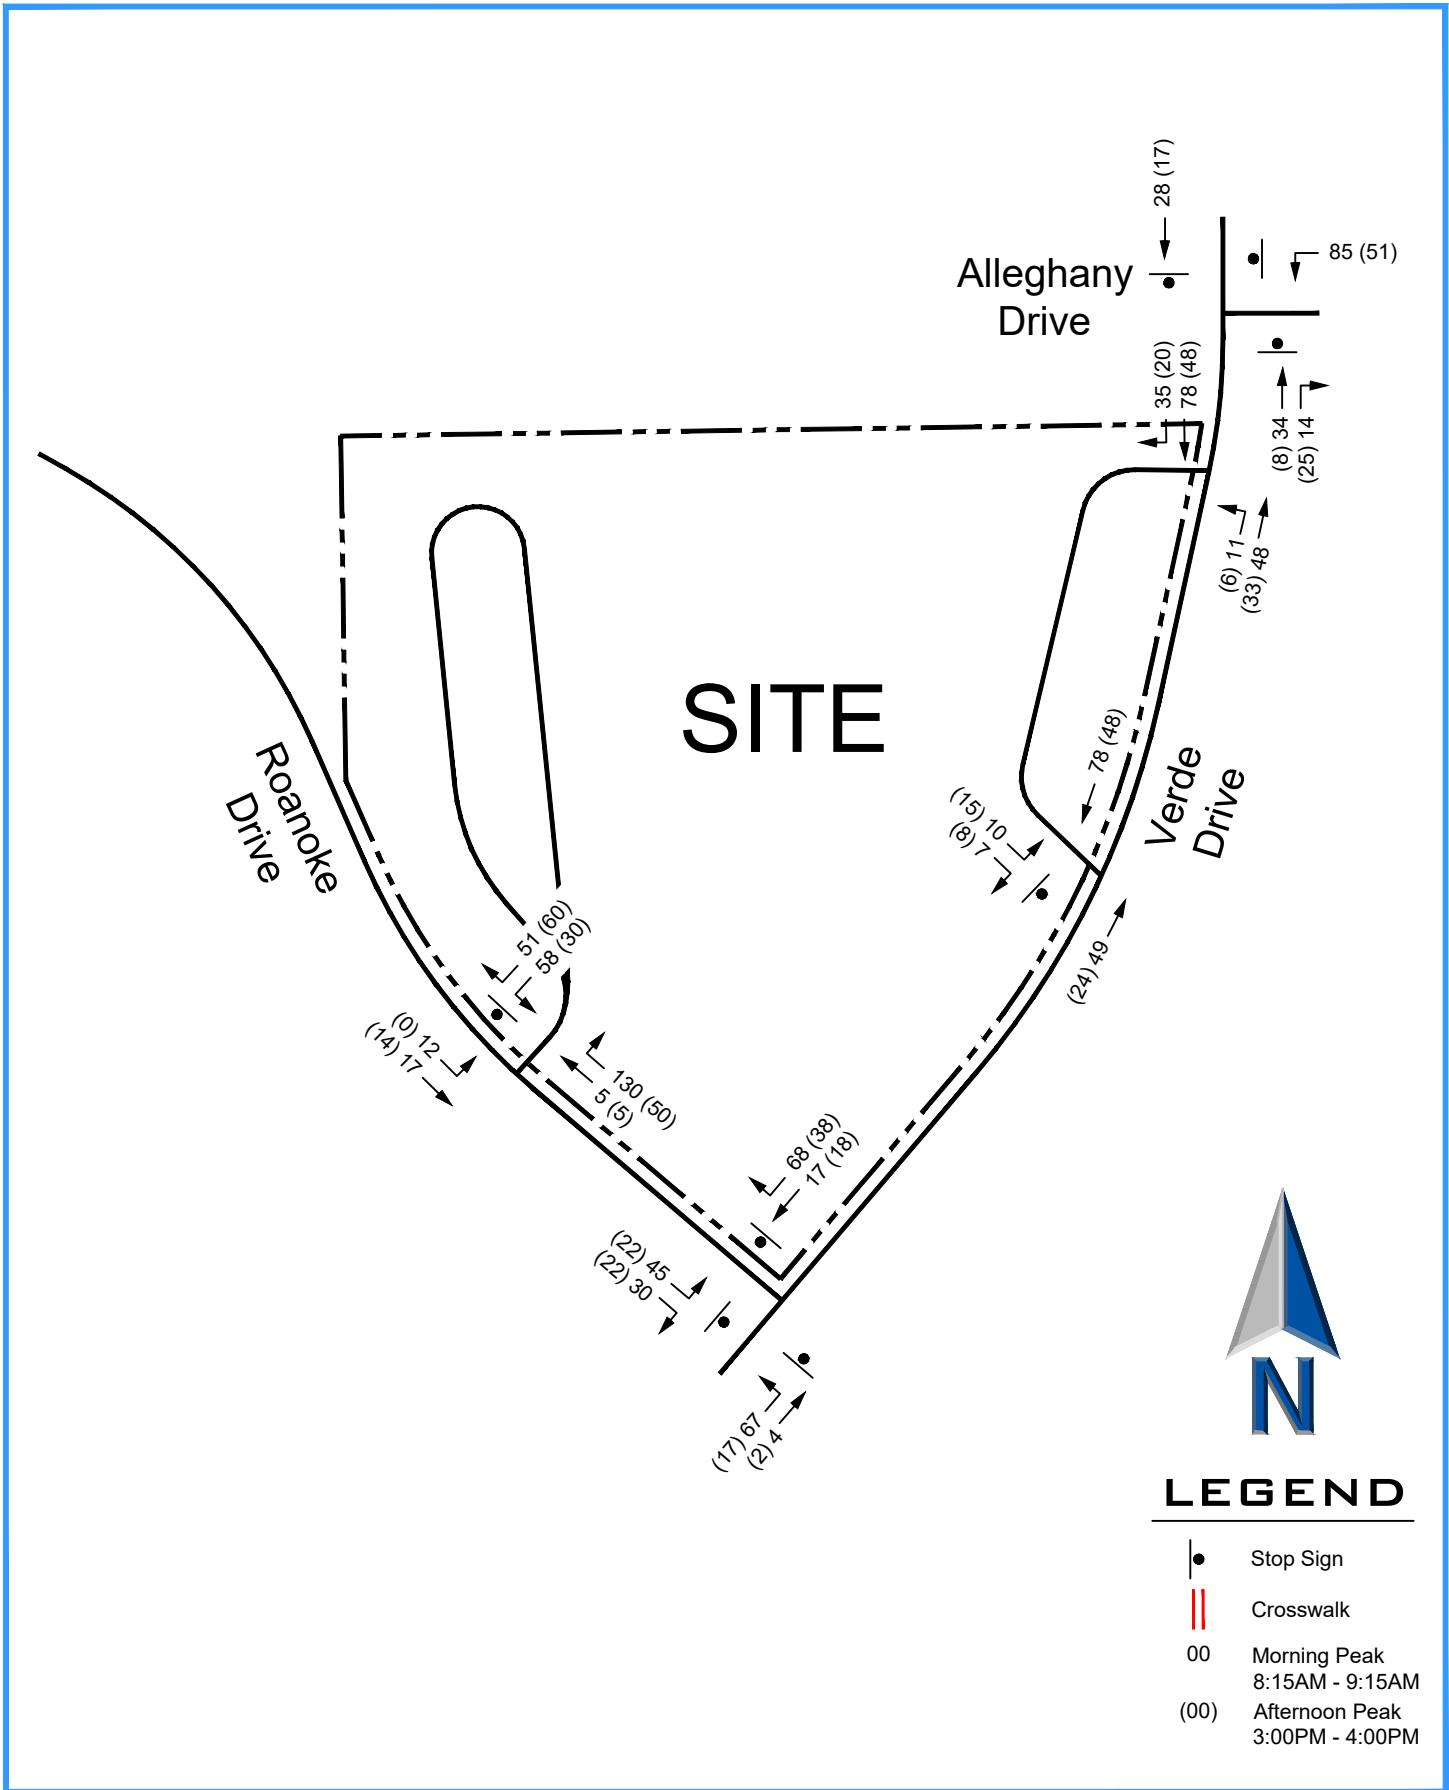 28 (17)
85 (51)
Alleghany
Drive
35 (20)
78 (48)
(8) 34
(25) 14
(6) 11
(33) 48
SITE
Roanoke
Drive
78 (48)
Verde
Drive
(15) 10
(8) 7
51 (60)
58 (30)
(24) 49
(0) 12
(14) 17
130 (50)
5 (5)
68 (38)
17 (18)
(22) 45
(22) 30
(17) 67
(2) 4
N
LEGEND
Stop Sign
Crosswalk
00 Morning Peak
8:15AM - 9:15AM
(00) Afternoon Peak
3:00PM - 4:00PM